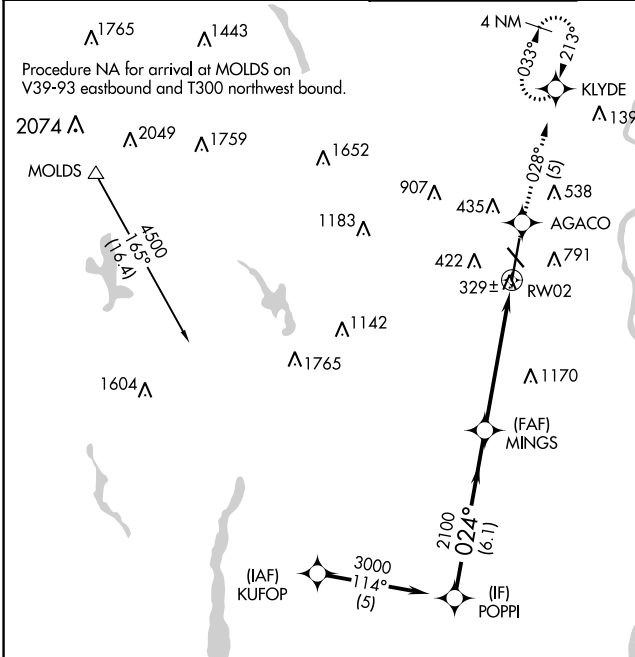 1765
1443
4 NM
033°
213°
Procedure NA for arrival at MOLDS on
V39-93 eastbound and T300 northwest bound.
KLYDE
139
2074
2049
1759
1652
028°
(5)
MOLDS
907
435
538
AGACO
4500
165°
(16.4)
1183
422
791
329±
RW02
1142
1765
1604
1170
(FAF)
MINGS
2100
024°
(6.1)
(IAF)
KUFOP
3000
114°
(5)
(IF)
POPPI